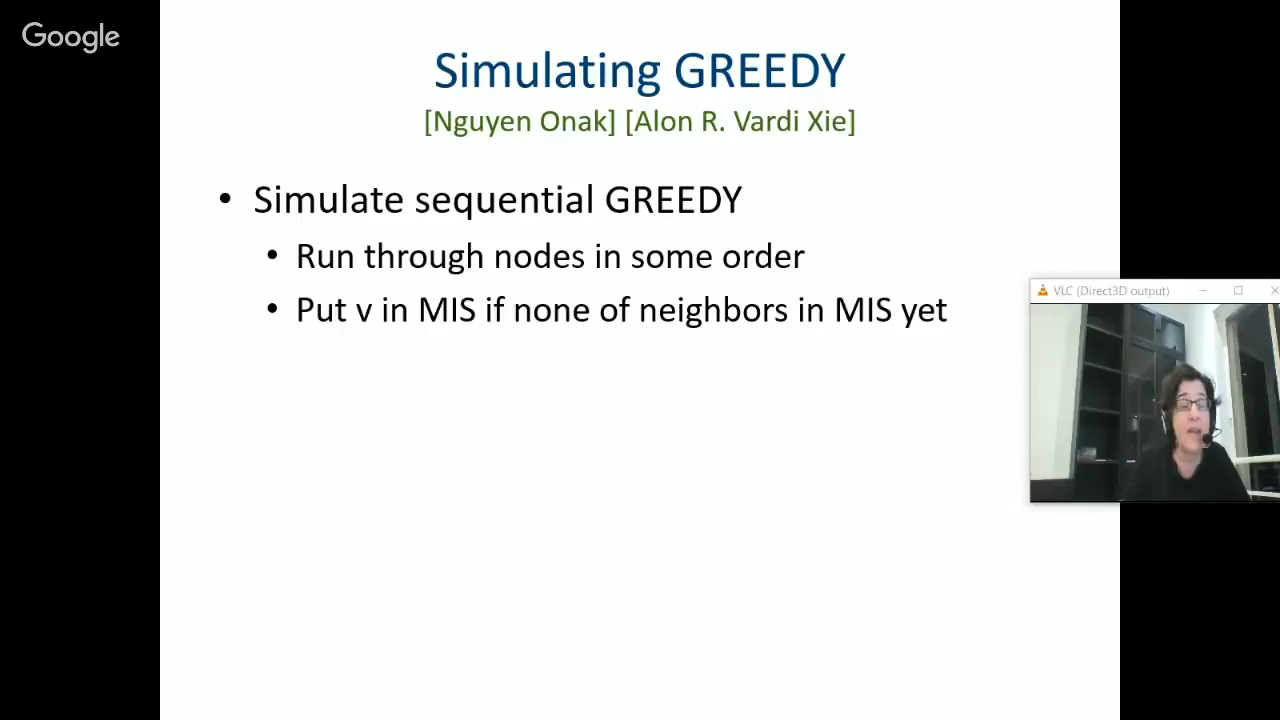 Google
Simulating GREEDY
[Nguyen Onak] [Alon R. Vardi Xie]
• Simulate sequential GREEDY
• Run through nodes in some order
• Put v in MIS if none of neighbors in MIS yet
VLC (Direct3D output)